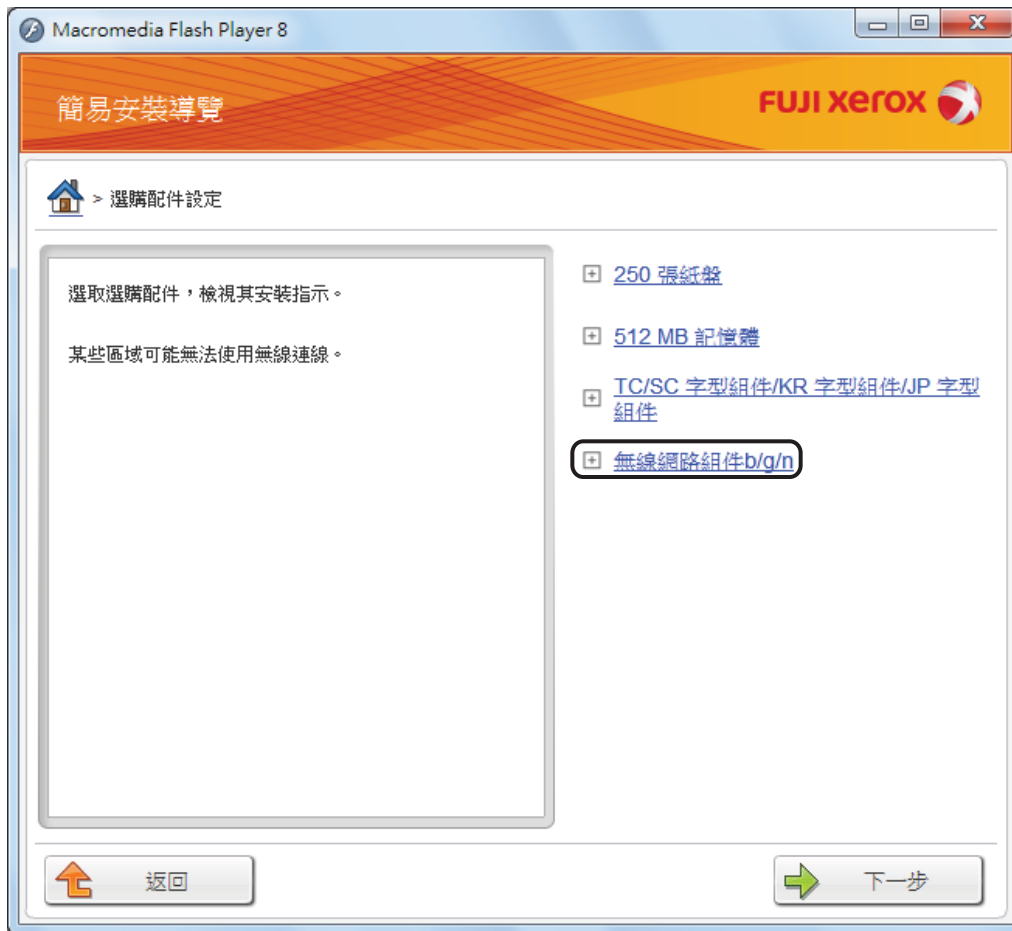 Macromedia Flash Player 8
簡易安裝導覽
FUJI xerox
> 選購配件設定
選取選購配件，檢視其安裝指示。
某些區域可能無法使用無線連線。
250 張紙盤
512 MB 記憶體
TC/SC 字型組件/KR 字型組件/JP 字型
組件
無線網路組件b/g/n
返回
下一步